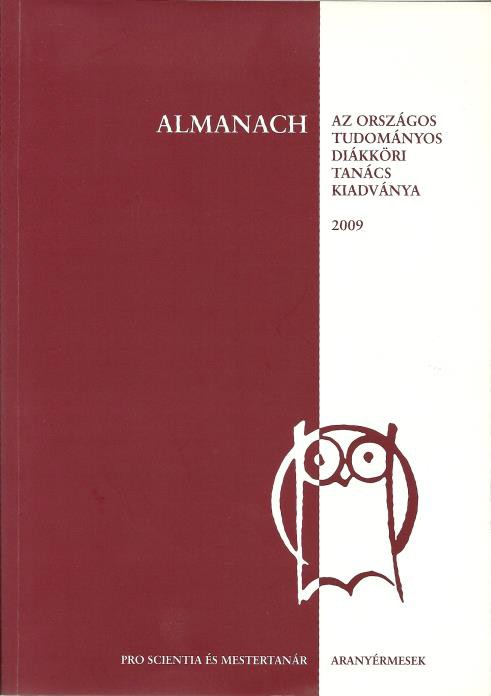 ALMANACH
AZ ORSZÁGOS
TUDOMÁNYOS
DIÁKKÖRI
TANÁCS
KIADVÁNYA
2009
PRO SCIENTIA ÉS MESTERTANÁR ARANYÉRMESEK